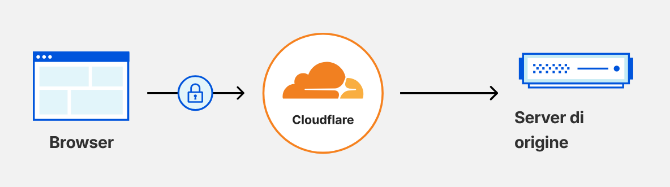 Browser
Cloudflare
Server di
origine